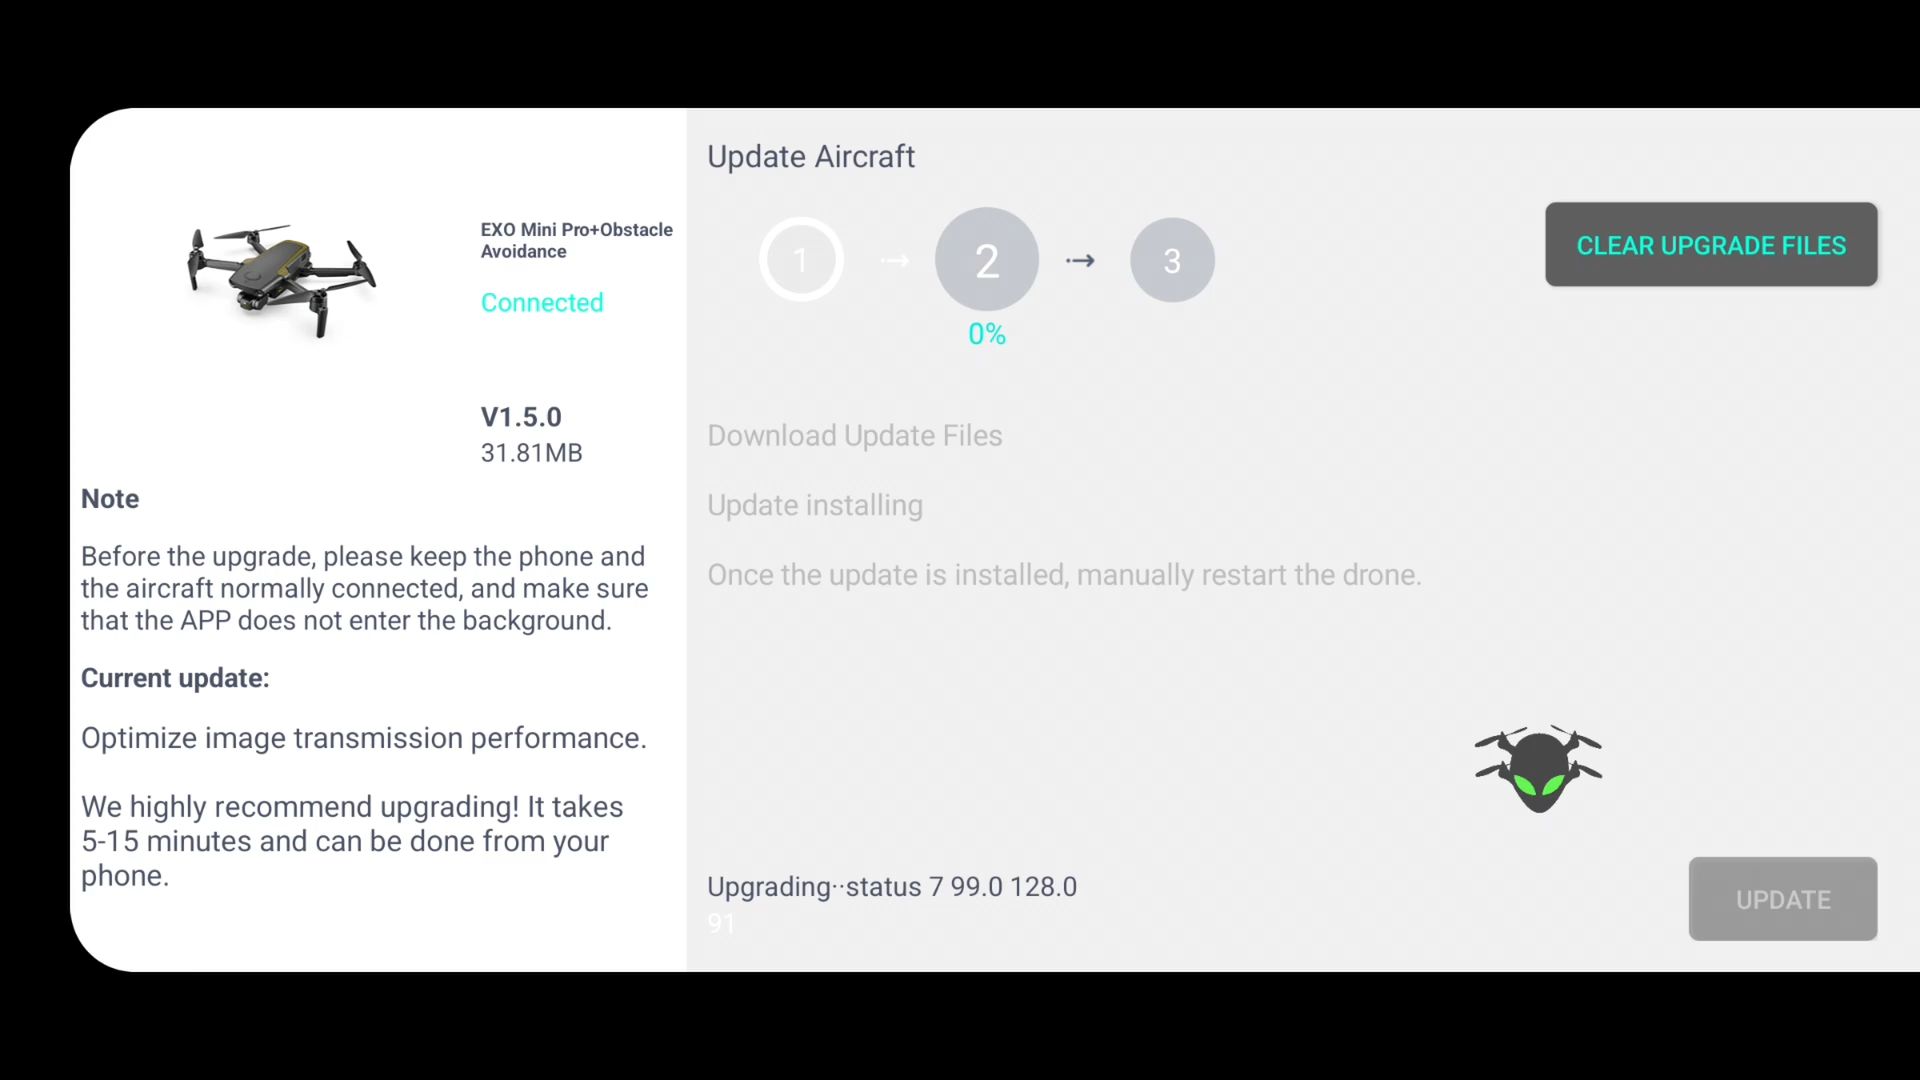 EXO Mini Pro+Obstacle
Avoidance
Connected
V1.5.0
31.81MB
Note
Before the upgrade, please keep the phone and
the aircraft normally connected, and make sure
that the APP does not enter the background.
Current update:
Optimize image transmission performance.
We highly recommend upgrading! It takes
5-15 minutes and can be done from your
phone.
Update Aircraft
1 ··→ 2 ··→ 3
0%
CLEAR UPGRADE FILES
Download Update Files
Update installing
Once the update is installed, manually restart the drone.
Upgrading··status 7 99.0 128.0
91
UPDATE